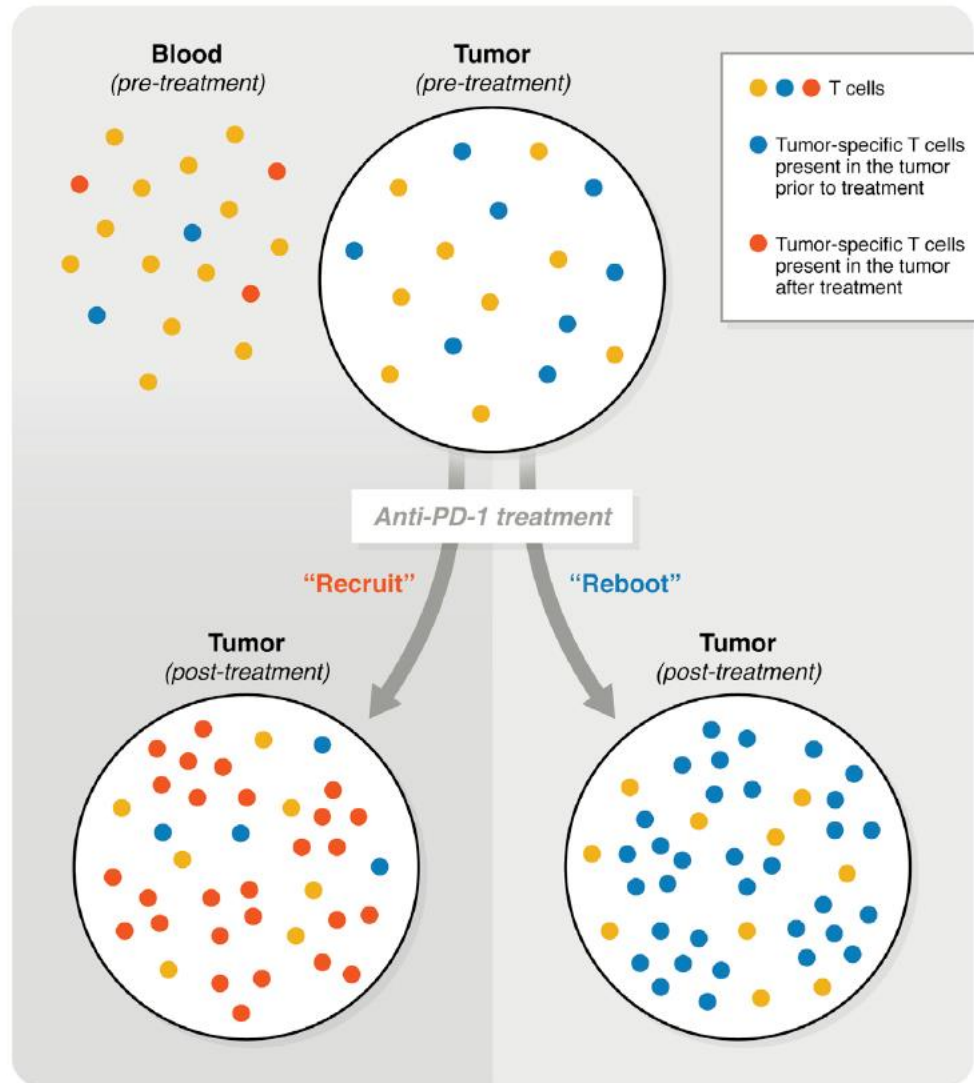 Blood
(pre-treatment)
Tumor
(pre-treatment)
T cells
Tumor-specific T cells
present in the tumor
prior to treatment
Tumor-specific T cells
present in the tumor
after treatment
Anti-PD-1 treatment
“Recruit”
“Reboot”
Tumor
(post-treatment)
Tumor
(post-treatment)